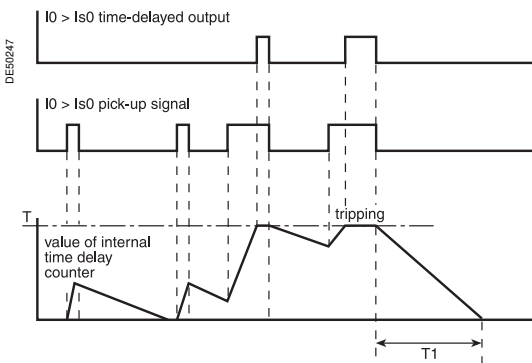 I0 > Is0 time-delayed output
DE50247
I0 > Is0 pick-up signal
T
tripping
value of internal
time delay
counter
T1